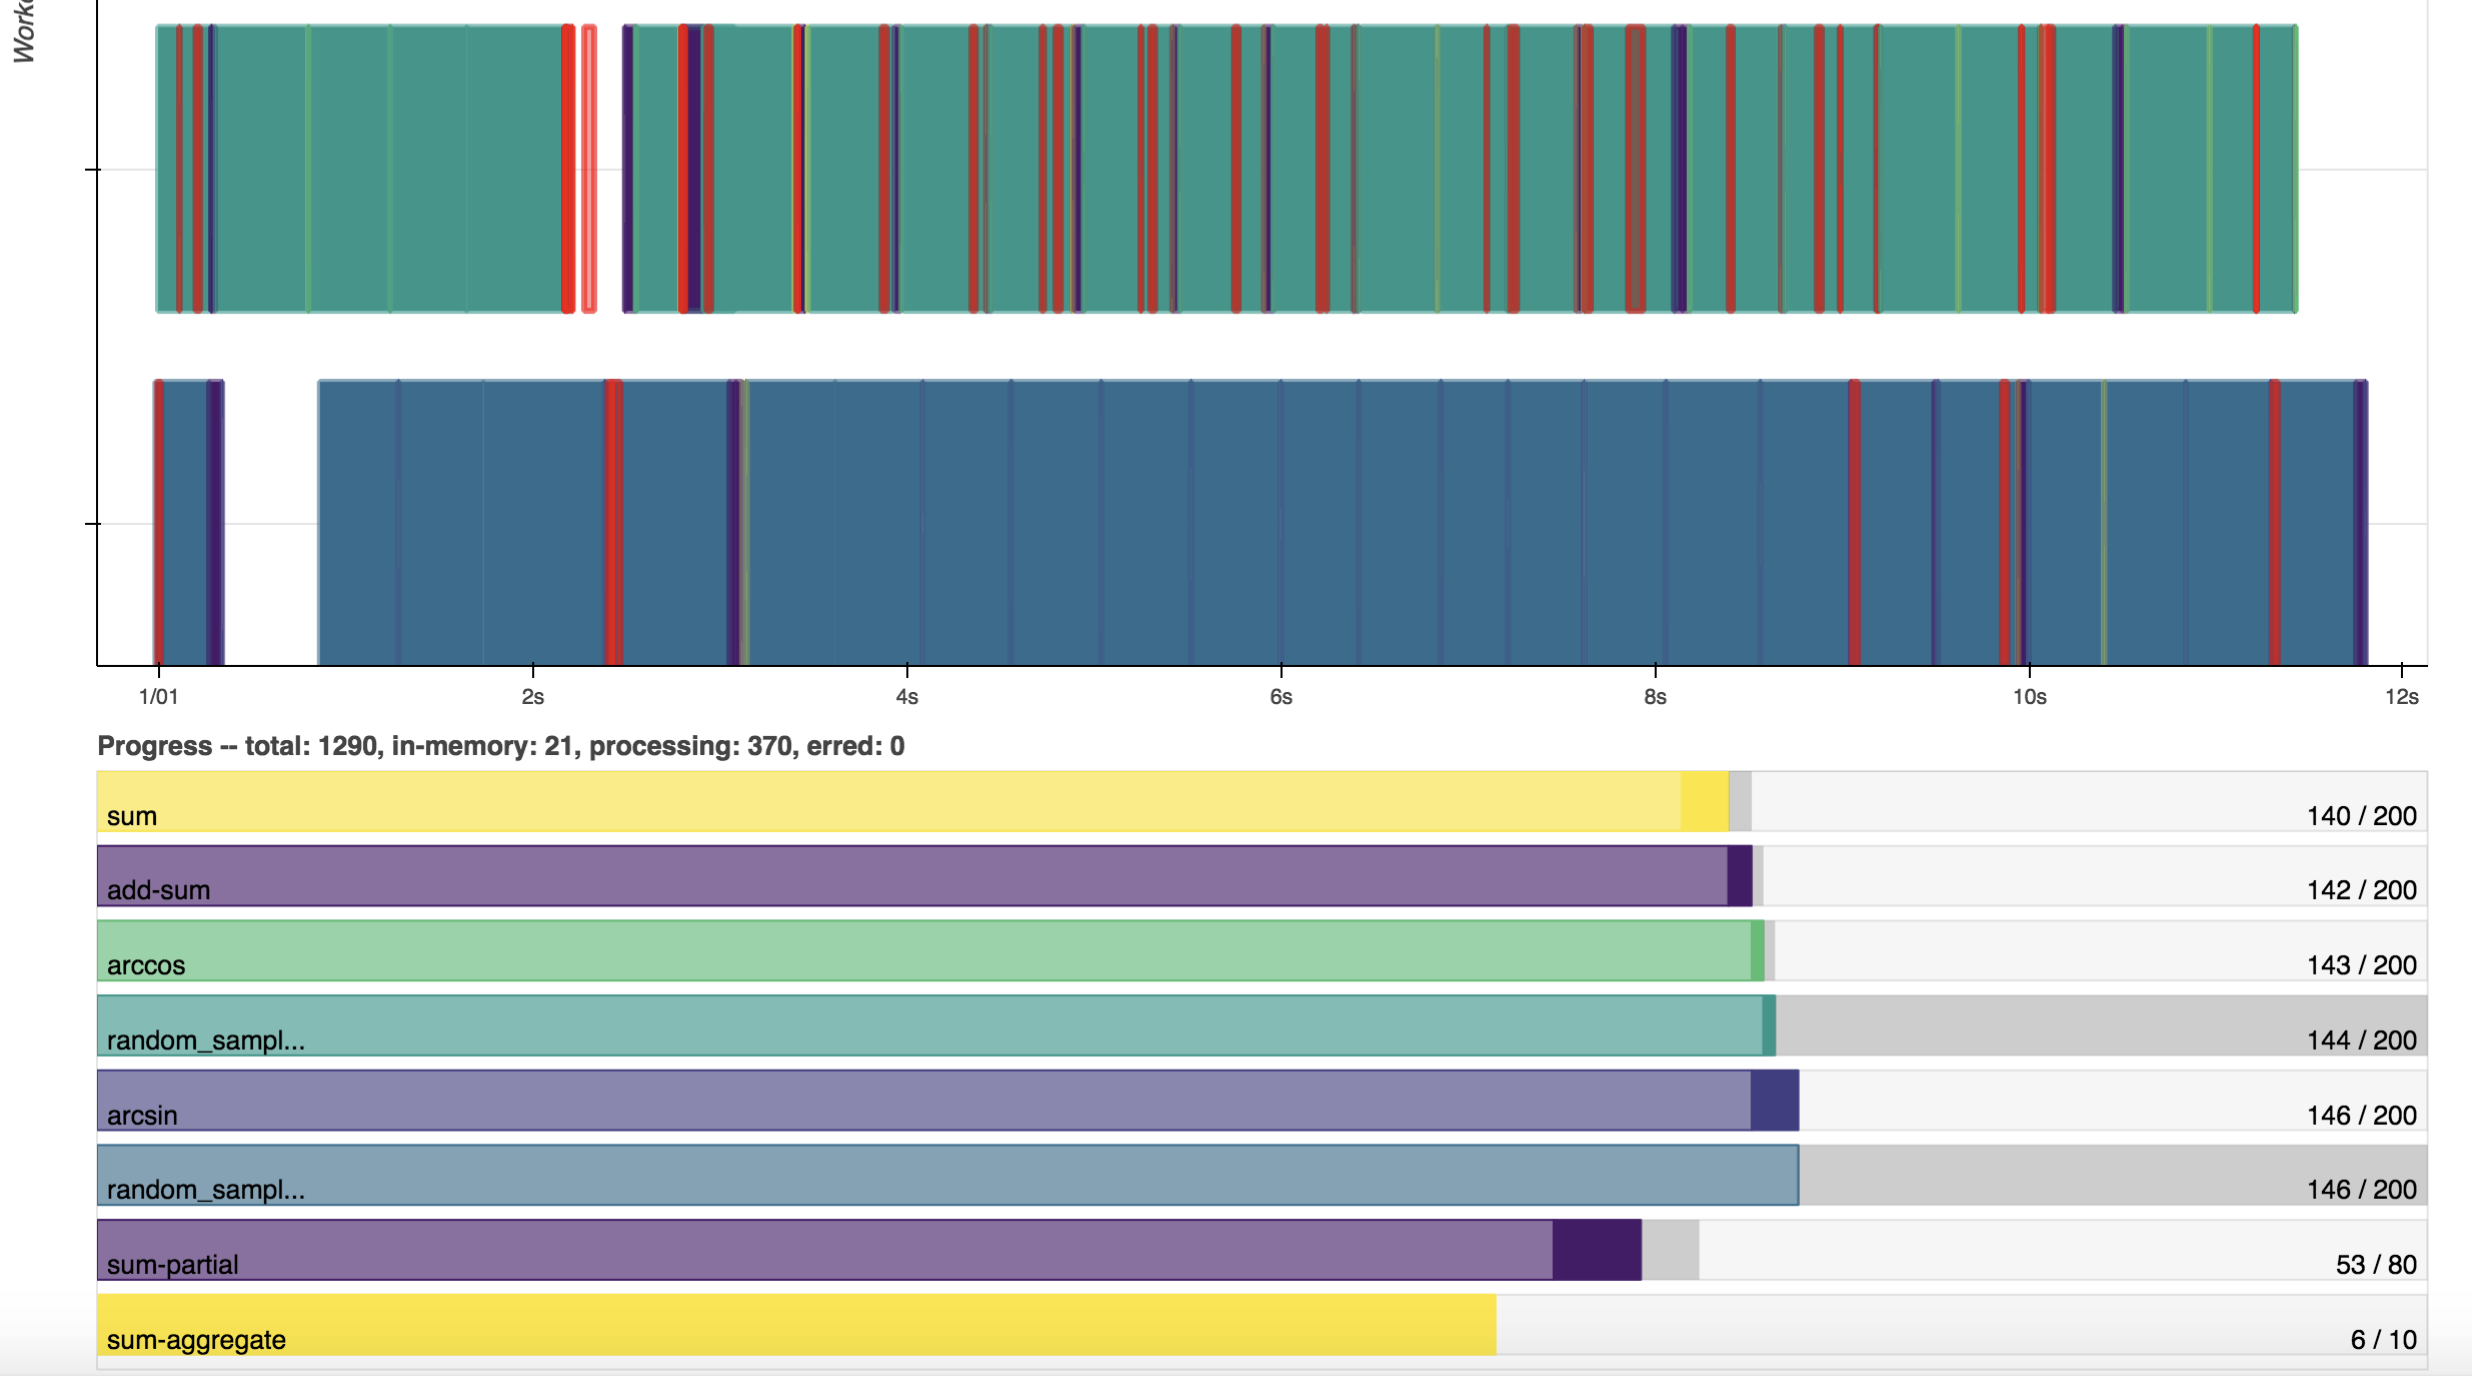 1/01 2s 4s 6s 8s 10s 12s
Progress -- total: 1290, in-memory: 21, processing: 370, erred: 0
sum 140 / 200
add-sum 142 / 200
arccos 143 / 200
random_sampl... 144 / 200
arcsin 146 / 200
random_sampl... 146 / 200
sum-partial 53 / 80
sum-aggregate 6 / 10